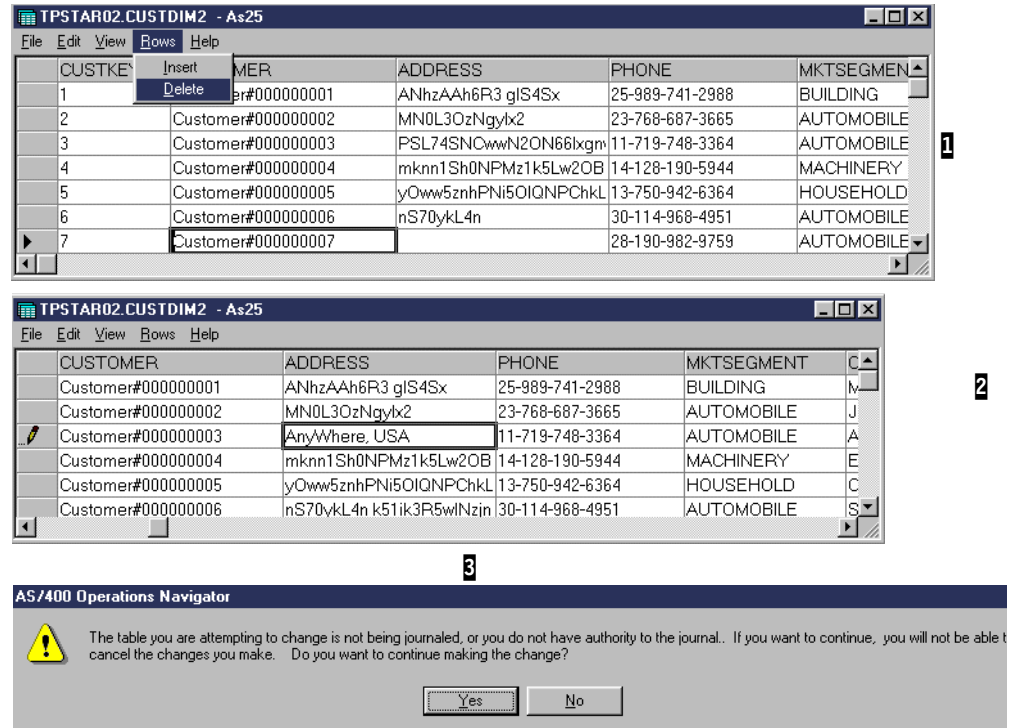 TPSTAR02.CUSTDIM2 - As25
File Edit View Rows Help
Insert
Delete
CUSTKEY MER ADDRESS PHONE MKTSEGMEN
1 er#000000001 ANhzAAh6R3 gIS4Sx 25-989-741-2988 BUILDING
2 Customer#000000002 MN0L3OzNgylx2 23-768-687-3665 AUTOMOBILE
3 Customer#000000003 PSL74SNCwwN2ON66lxgn 11-719-748-3364 AUTOMOBILE
4 Customer#000000004 mknn1Sh0NPMz1k5Lw2OB 14-128-190-5944 MACHINERY
5 Customer#000000005 yOww5znhPNi5OIQNPChkL 13-750-942-6364 HOUSEHOLD
6 Customer#000000006 nS70ykL4n 30-114-968-4951 AUTOMOBILE
7 Customer#000000007 28-190-982-9759 AUTOMOBILE
1
TPSTAR02.CUSTDIM2 - As25
File Edit View Rows Help
CUSTOMER ADDRESS PHONE MKTSEGMENT C
Customer#000000001 ANhzAAh6R3 gIS4Sx 25-989-741-2988 BUILDING M
Customer#000000002 MN0L3OzNgylx2 23-768-687-3665 AUTOMOBILE J
Customer#000000003 AnyWhere, USA 11-719-748-3364 AUTOMOBILE A
Customer#000000004 mknn1Sh0NPMz1k5Lw2OB 14-128-190-5944 MACHINERY E
Customer#000000005 yOww5znhPNi5OIQNPChkL 13-750-942-6364 HOUSEHOLD C
Customer#000000006 nS70ykL4n k51ik3R5wINzjn 30-114-968-4951 AUTOMOBILE S
2
3
AS/400 Operations Navigator
The table you are attempting to change is not being journaled, or you do not have authority to the journal.. If you want to continue, you will not be able t
cancel the changes you make. Do you want to continue making the change?
Yes No